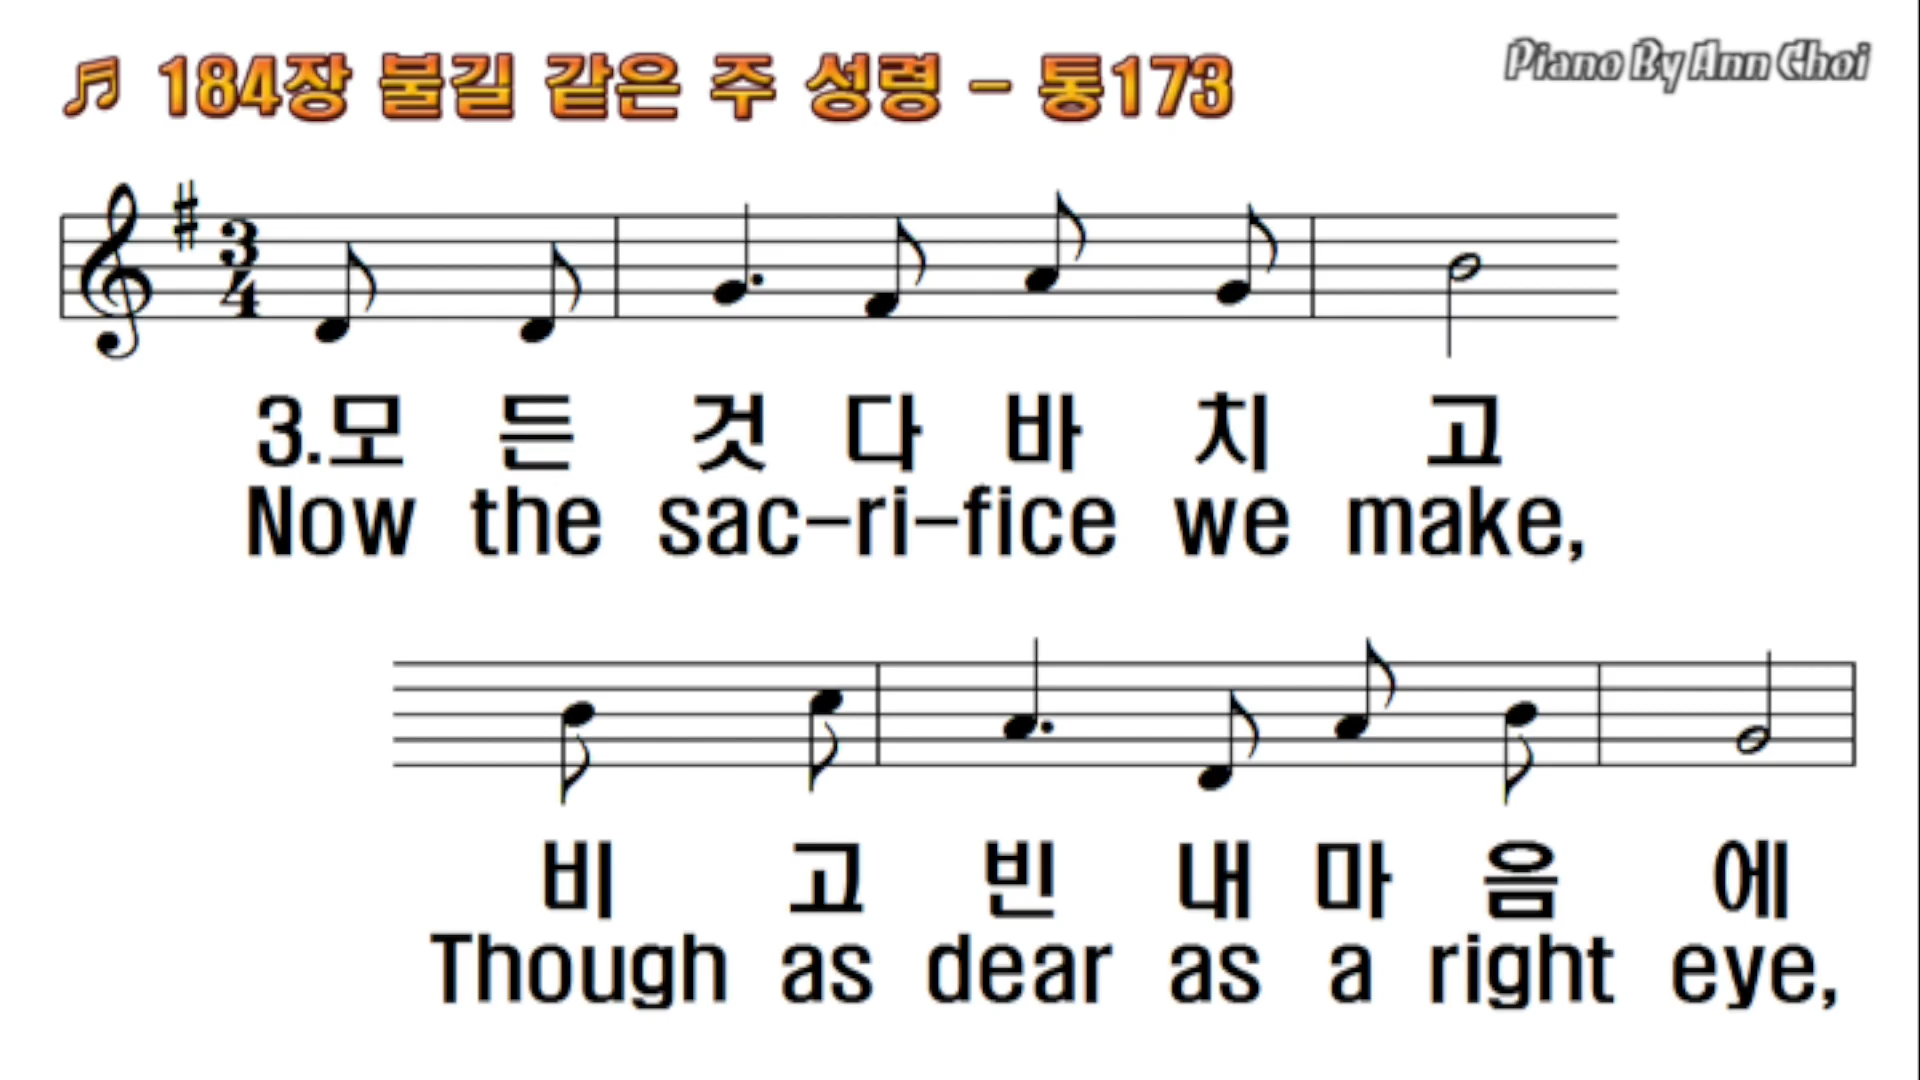 ♬ 184장 불길 같은 주 성령 - 통173
Piano By Ann Choi
3.모 든 것 다 바 치 고
Now the sac-ri-fice we make,
비 고 빈 내 마 음 에
Though as dear as a right eye,